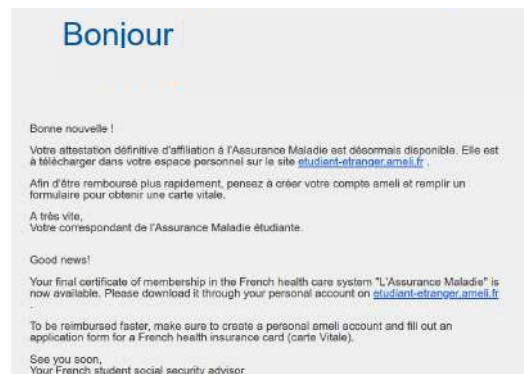 Bonjour
Bonne nouvelle !
Votre attestation définitive d'affiliation à l'Assurance Maladie est désormais disponible. Elle est
à télécharger dans votre espace personnel sur le site etudiant-etranger.ameli.fr .
Afin d'être remboursé plus rapidement, pensez à créer votre compte ameli et remplir un
formulaire pour obtenir une carte vitale.
A très vite,
Votre correspondant de l'Assurance Maladie étudiante.
Good news!
Your final certificate of membership in the French health care system "L'Assurance Maladie" is
now available. Please download it through your personal account on etudiant-etranger.ameli.fr
.
To be reimbursed faster, make sure to create a personal ameli account and fill out an
application form for a French health insurance card (carte Vitale).
See you soon,
Your French student social security advisor